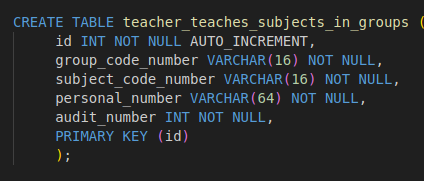 CREATE TABLE teacher_teaches_subjects_in_groups (
id INT NOT NULL AUTO_INCREMENT,
group_code_number VARCHAR(16) NOT NULL,
subject_code_number VARCHAR(16) NOT NULL,
personal_number VARCHAR(64) NOT NULL,
audit_number INT NOT NULL,
PRIMARY KEY (id)
);